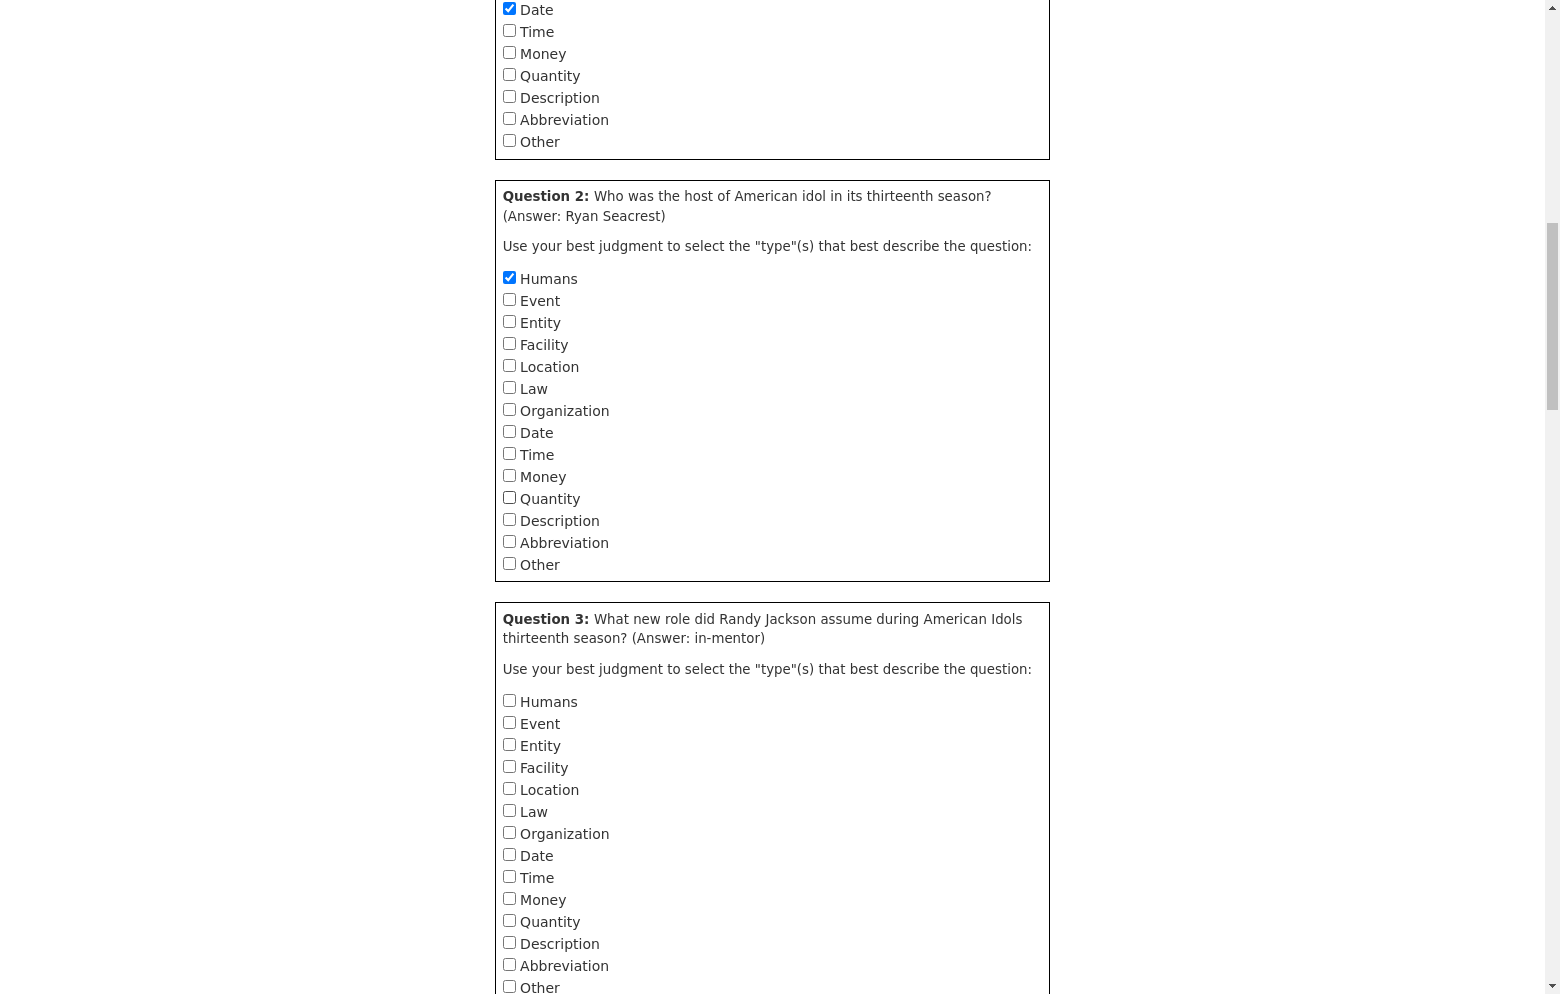 Date
Time
Money
Quantity
Description
Abbreviation
Other
Question 2: Who was the host of American idol in its thirteenth season?
(Answer: Ryan Seacrest)
Use your best judgment to select the "type"(s) that best describe the question:
Humans
Event
Entity
Facility
Location
Law
Organization
Date
Time
Money
Quantity
Description
Abbreviation
Other
Question 3: What new role did Randy Jackson assume during American Idols
thirteenth season? (Answer: in-mentor)
Use your best judgment to select the "type"(s) that best describe the question:
Humans
Event
Entity
Facility
Location
Law
Organization
Date
Time
Money
Quantity
Description
Abbreviation
Other